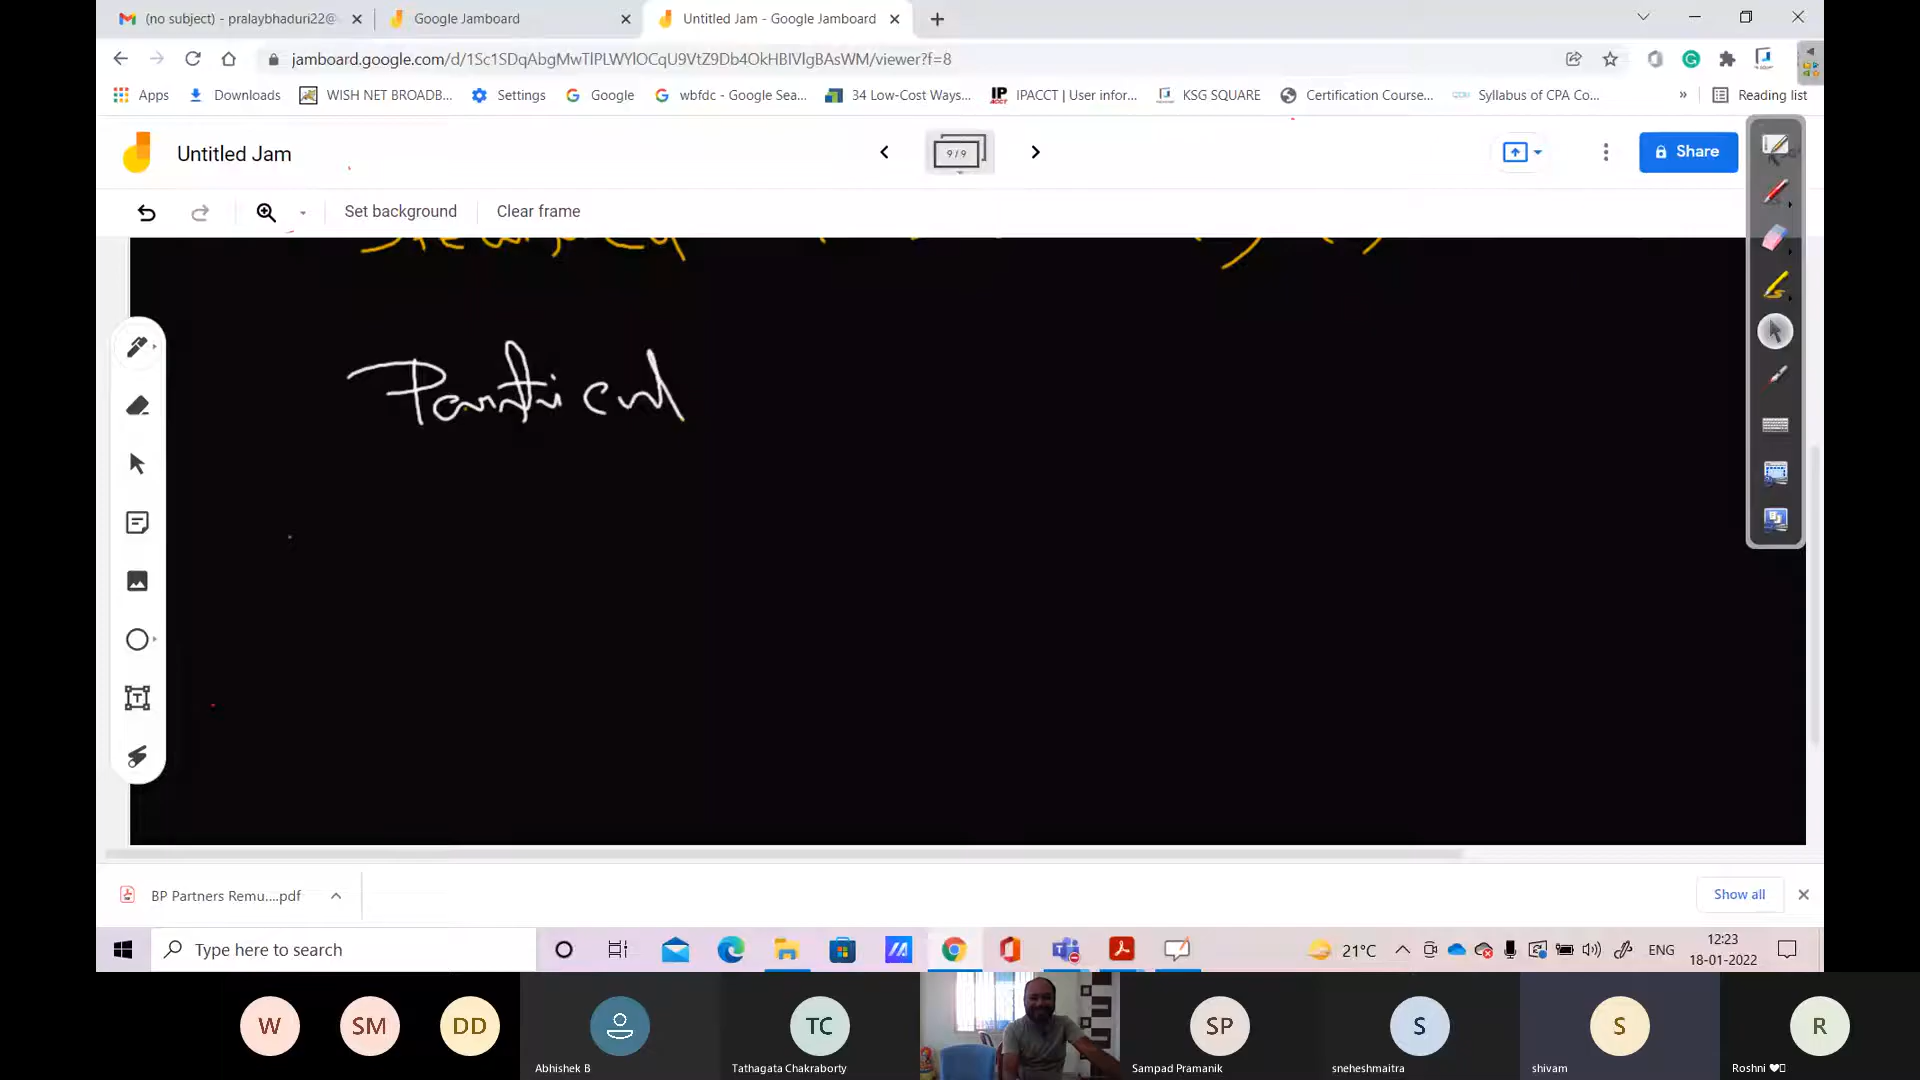 (no subject) - pralaybhaduri22@
Google Jamboard
Untitled Jam - Google Jamboard
jamboard.google.com/d/1Sc1SDqAbgMwTlPLWYlOCqU9VtZ9Db4OkHBIVlgBAsWM/viewer?f=8
Apps
Downloads
WISH NET BROADB...
Settings
Google
wbfdc - Google Sea...
34 Low-Cost Ways...
IPACCT | User infor...
KSG SQUARE
Certification Course...
Syllabus of CPA Co...
»
Reading list
Untitled Jam
9/9
Share
Set background
Clear frame
Particul
BP Partners Remu....pdf
Show all
Type here to search
21°C
ENG
12:23
18-01-2022
W
SM
DD
TC
SP
S
S
R
Abhishek B
Tathagata Chakraborty
Sampad Pramanik
sneheshmaitra
shivam
Roshni